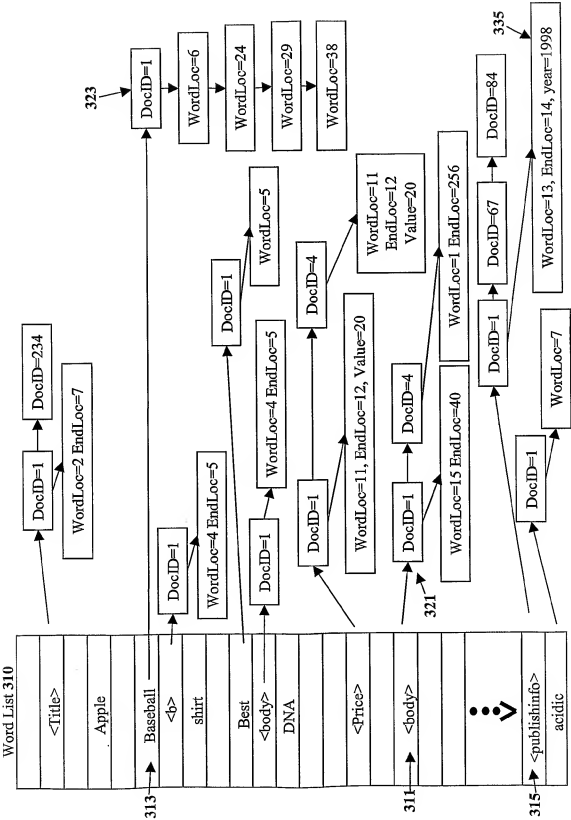 Word List 310
<Title>
Apple
Baseball
<b>
shirt
Best
<body>
DNA
<Price>
<body>
<publishinfo>
acidic
313
311
315
DocID=1
DocID=234
WordLoc=2 EndLoc=7
323
DocID=1
WordLoc=6
WordLoc=24
WordLoc=29
WordLoc=38
DocID=1
WordLoc=4 EndLoc=5
DocID=1
WordLoc=5
DocID=1
WordLoc=4 EndLoc=5
DocID=1
DocID=4
WordLoc=11, EndLoc=12, Value=20
WordLoc=11
EndLoc=12
Value=20
321
DocID=1
DocID=4
WordLoc=15 EndLoc=40
WordLoc=1 EndLoc=256
DocID=1
DocID=67
DocID=84
335
WordLoc=13, EndLoc=14, year=1998
DocID=1
WordLoc=7